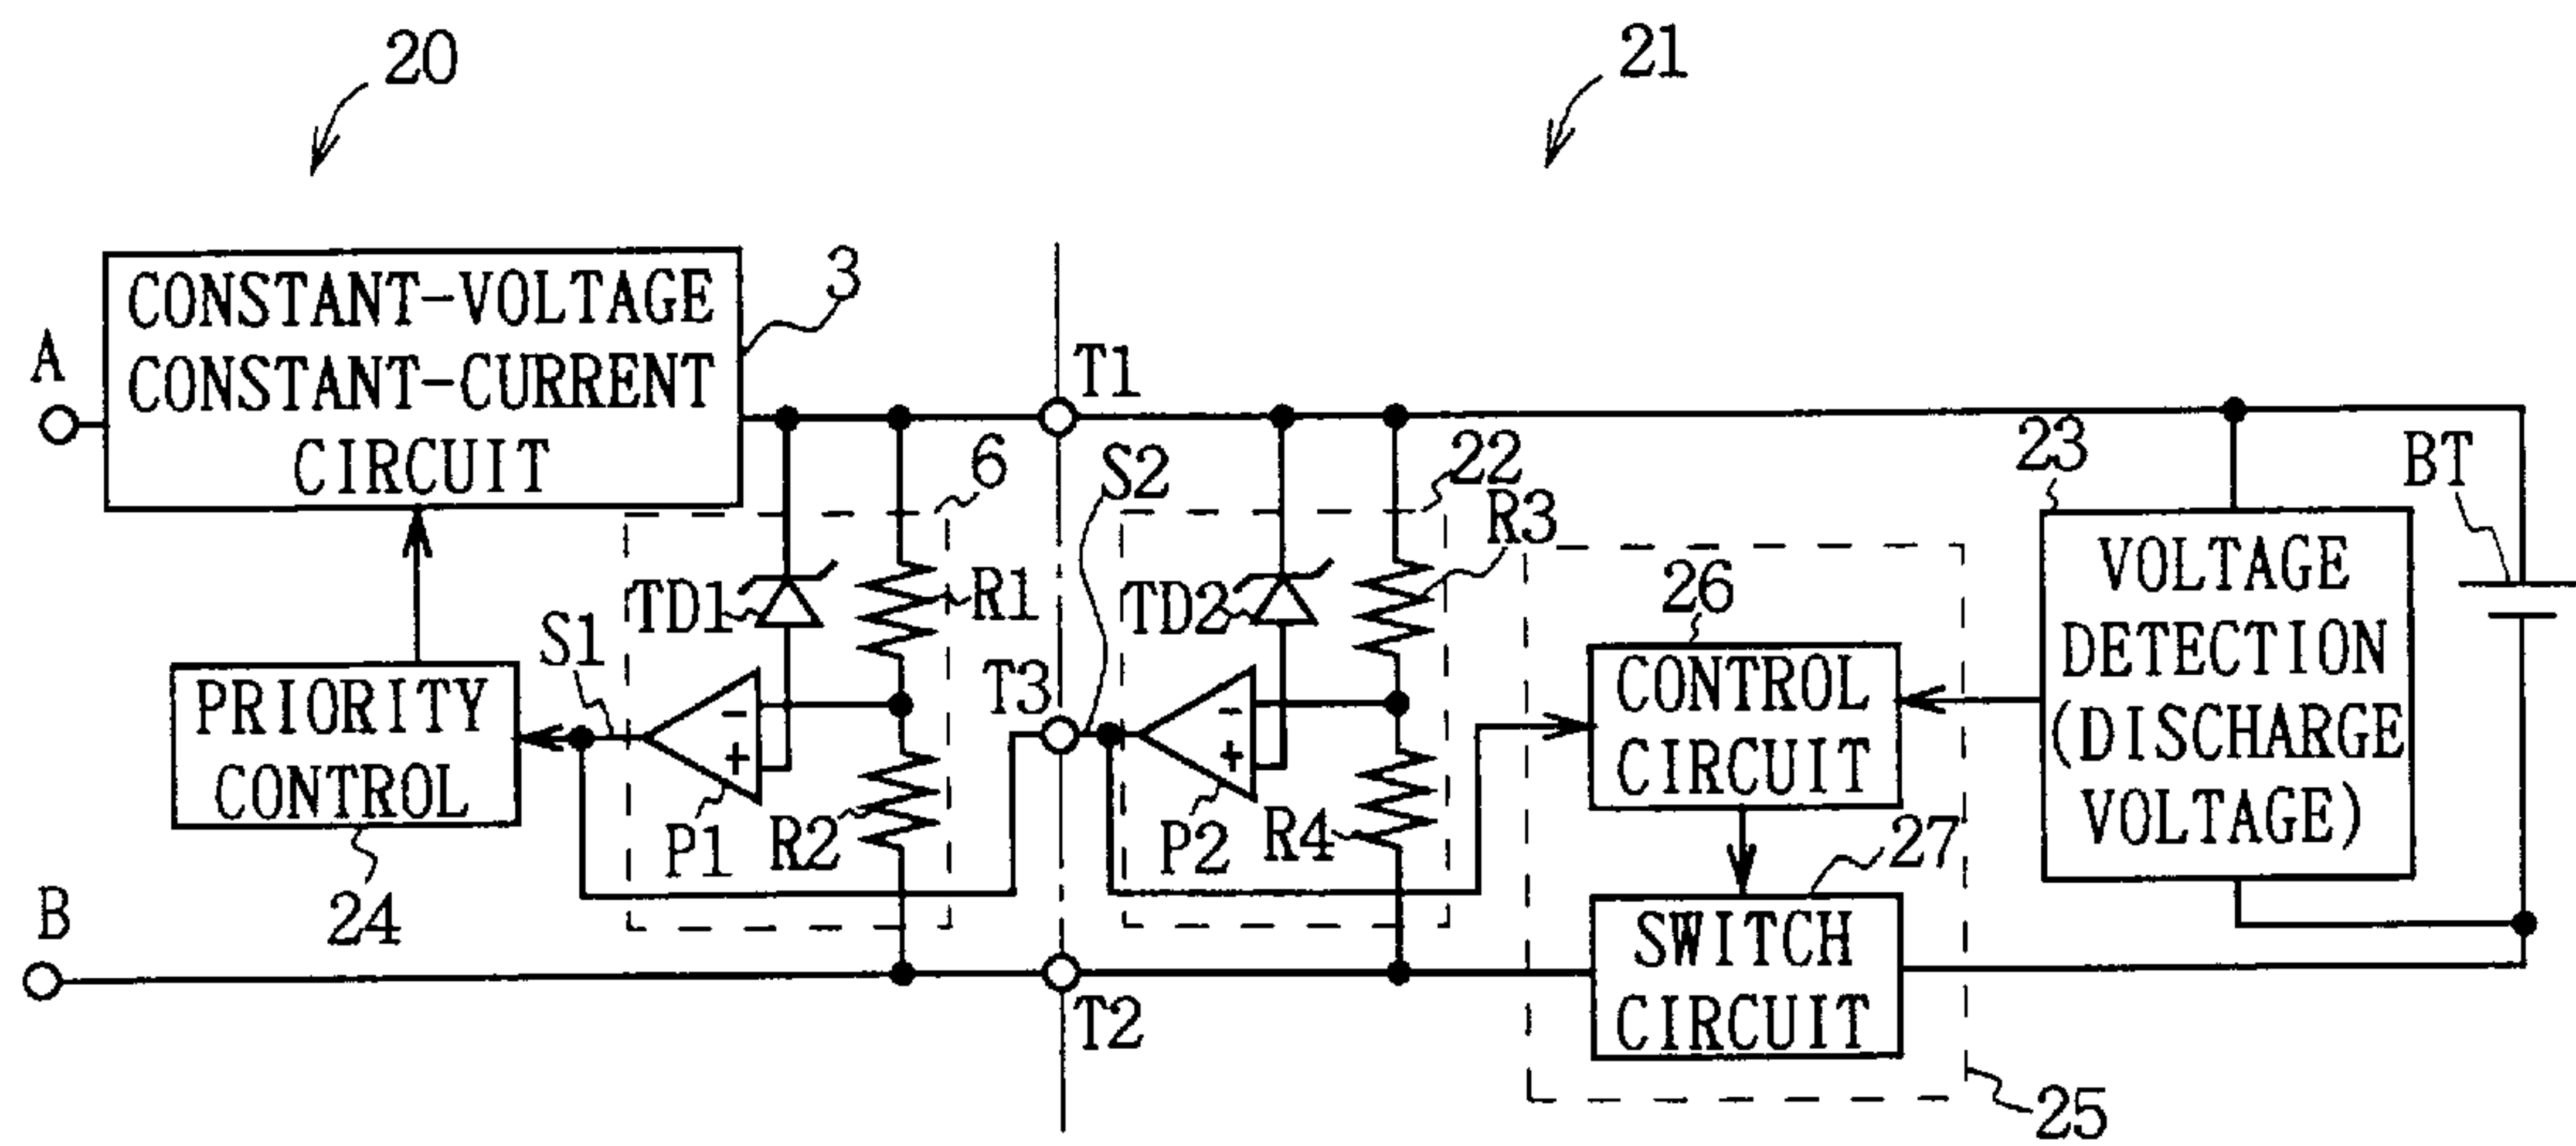 20
21
CONSTANT-VOLTAGE
CONSTANT-CURRENT
CIRCUIT
3
A
T1
6
S2
22
R3
23
BT
TD1
R1
TD2
26
VOLTAGE
DETECTION
(DISCHARGE
VOLTAGE)
S1
T3
CONTROL
CIRCUIT
PRIORITY
CONTROL
-
+
-
+
P1
R2
P2
R4
27
24
B
SWITCH
CIRCUIT
T2
25